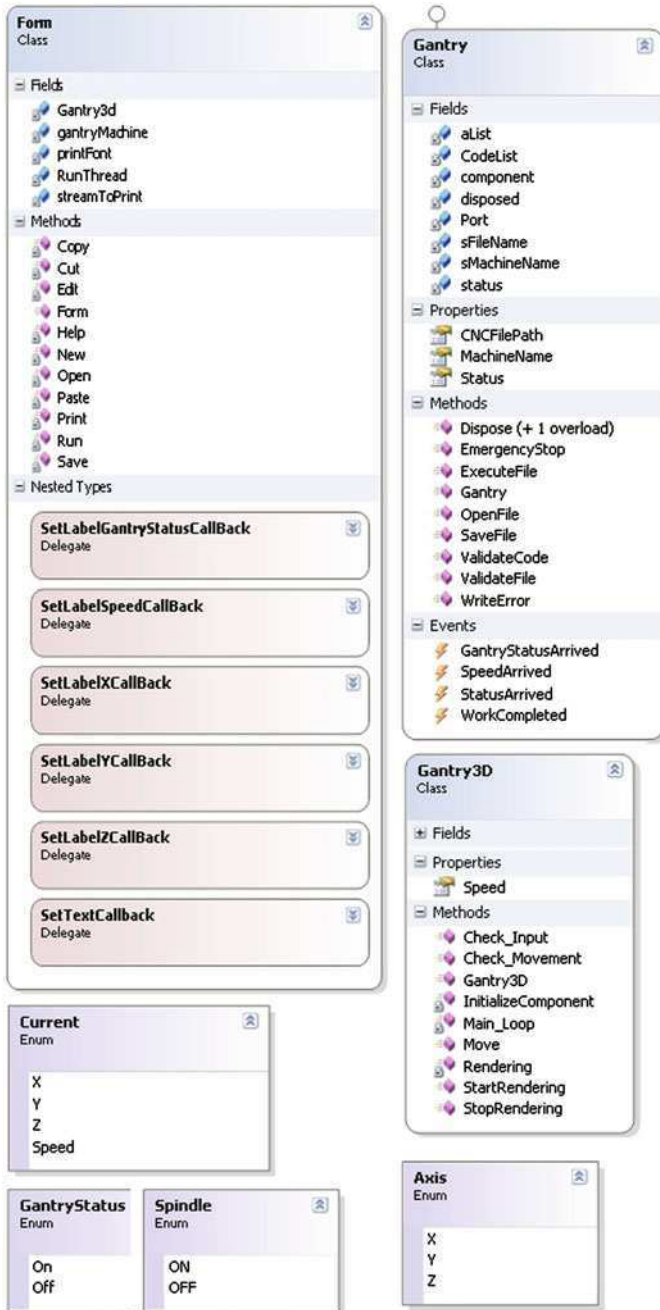 Form
Class
Fields
Gantry3d
gantryMachine
printFont
RunThread
streamToPrint
Methods
Copy
Cut
Edit
Form
Help
New
Open
Paste
Print
Run
Save
Nested Types
SetLabelGantryStatusCallBack
Delegate
SetLabelSpeedCallBack
Delegate
SetLabelXCallBack
Delegate
SetLabelYCallBack
Delegate
SetLabelZCallBack
Delegate
SetTextCallback
Delegate
Gantry
Class
Fields
aList
CodeList
component
disposed
Port
sFileName
sMachineName
status
Properties
CNCFilePath
MachineName
Status
Methods
Dispose (+ 1 overload)
EmergencyStop
ExecuteFile
Gantry
OpenFile
SaveFile
ValidateCode
ValidateFile
WriteError
Events
GantryStatusArrived
SpeedArrived
StatusArrived
WorkCompleted
Gantry3D
Class
Fields
Properties
Speed
Methods
Check_Input
Check_Movement
Gantry3D
InitializeComponent
Main_Loop
Move
Rendering
StartRendering
StopRendering
Current
Enum
X
Y
Z
Speed
GantryStatus
Enum
On
Off
Spindle
Enum
ON
OFF
Axis
Enum
X
Y
Z